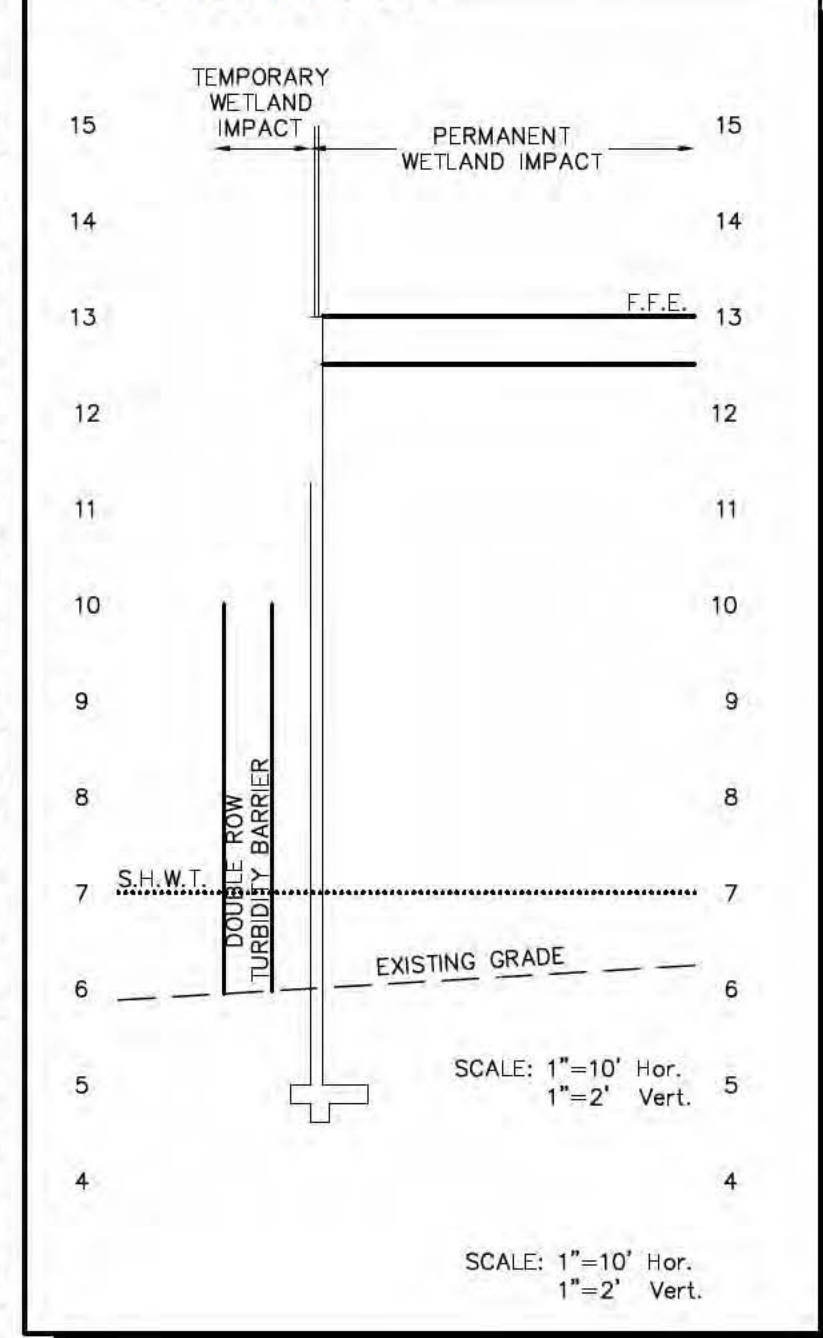 TEMPORARY
WETLAND
IMPACT
PERMANENT
WETLAND IMPACT
15 15
14 14
F.F.E.
13 13
12 12
11 11
10 10
9 9
8 8
DOUBLE ROW
TURBIDITY BARRIER
S.H.W.T.
7 7
EXISTING GRADE
6 6
SCALE: 1"=10' Hor.
5 5
1"=2' Vert.
4 4
SCALE: 1"=10' Hor.
1"=2' Vert.